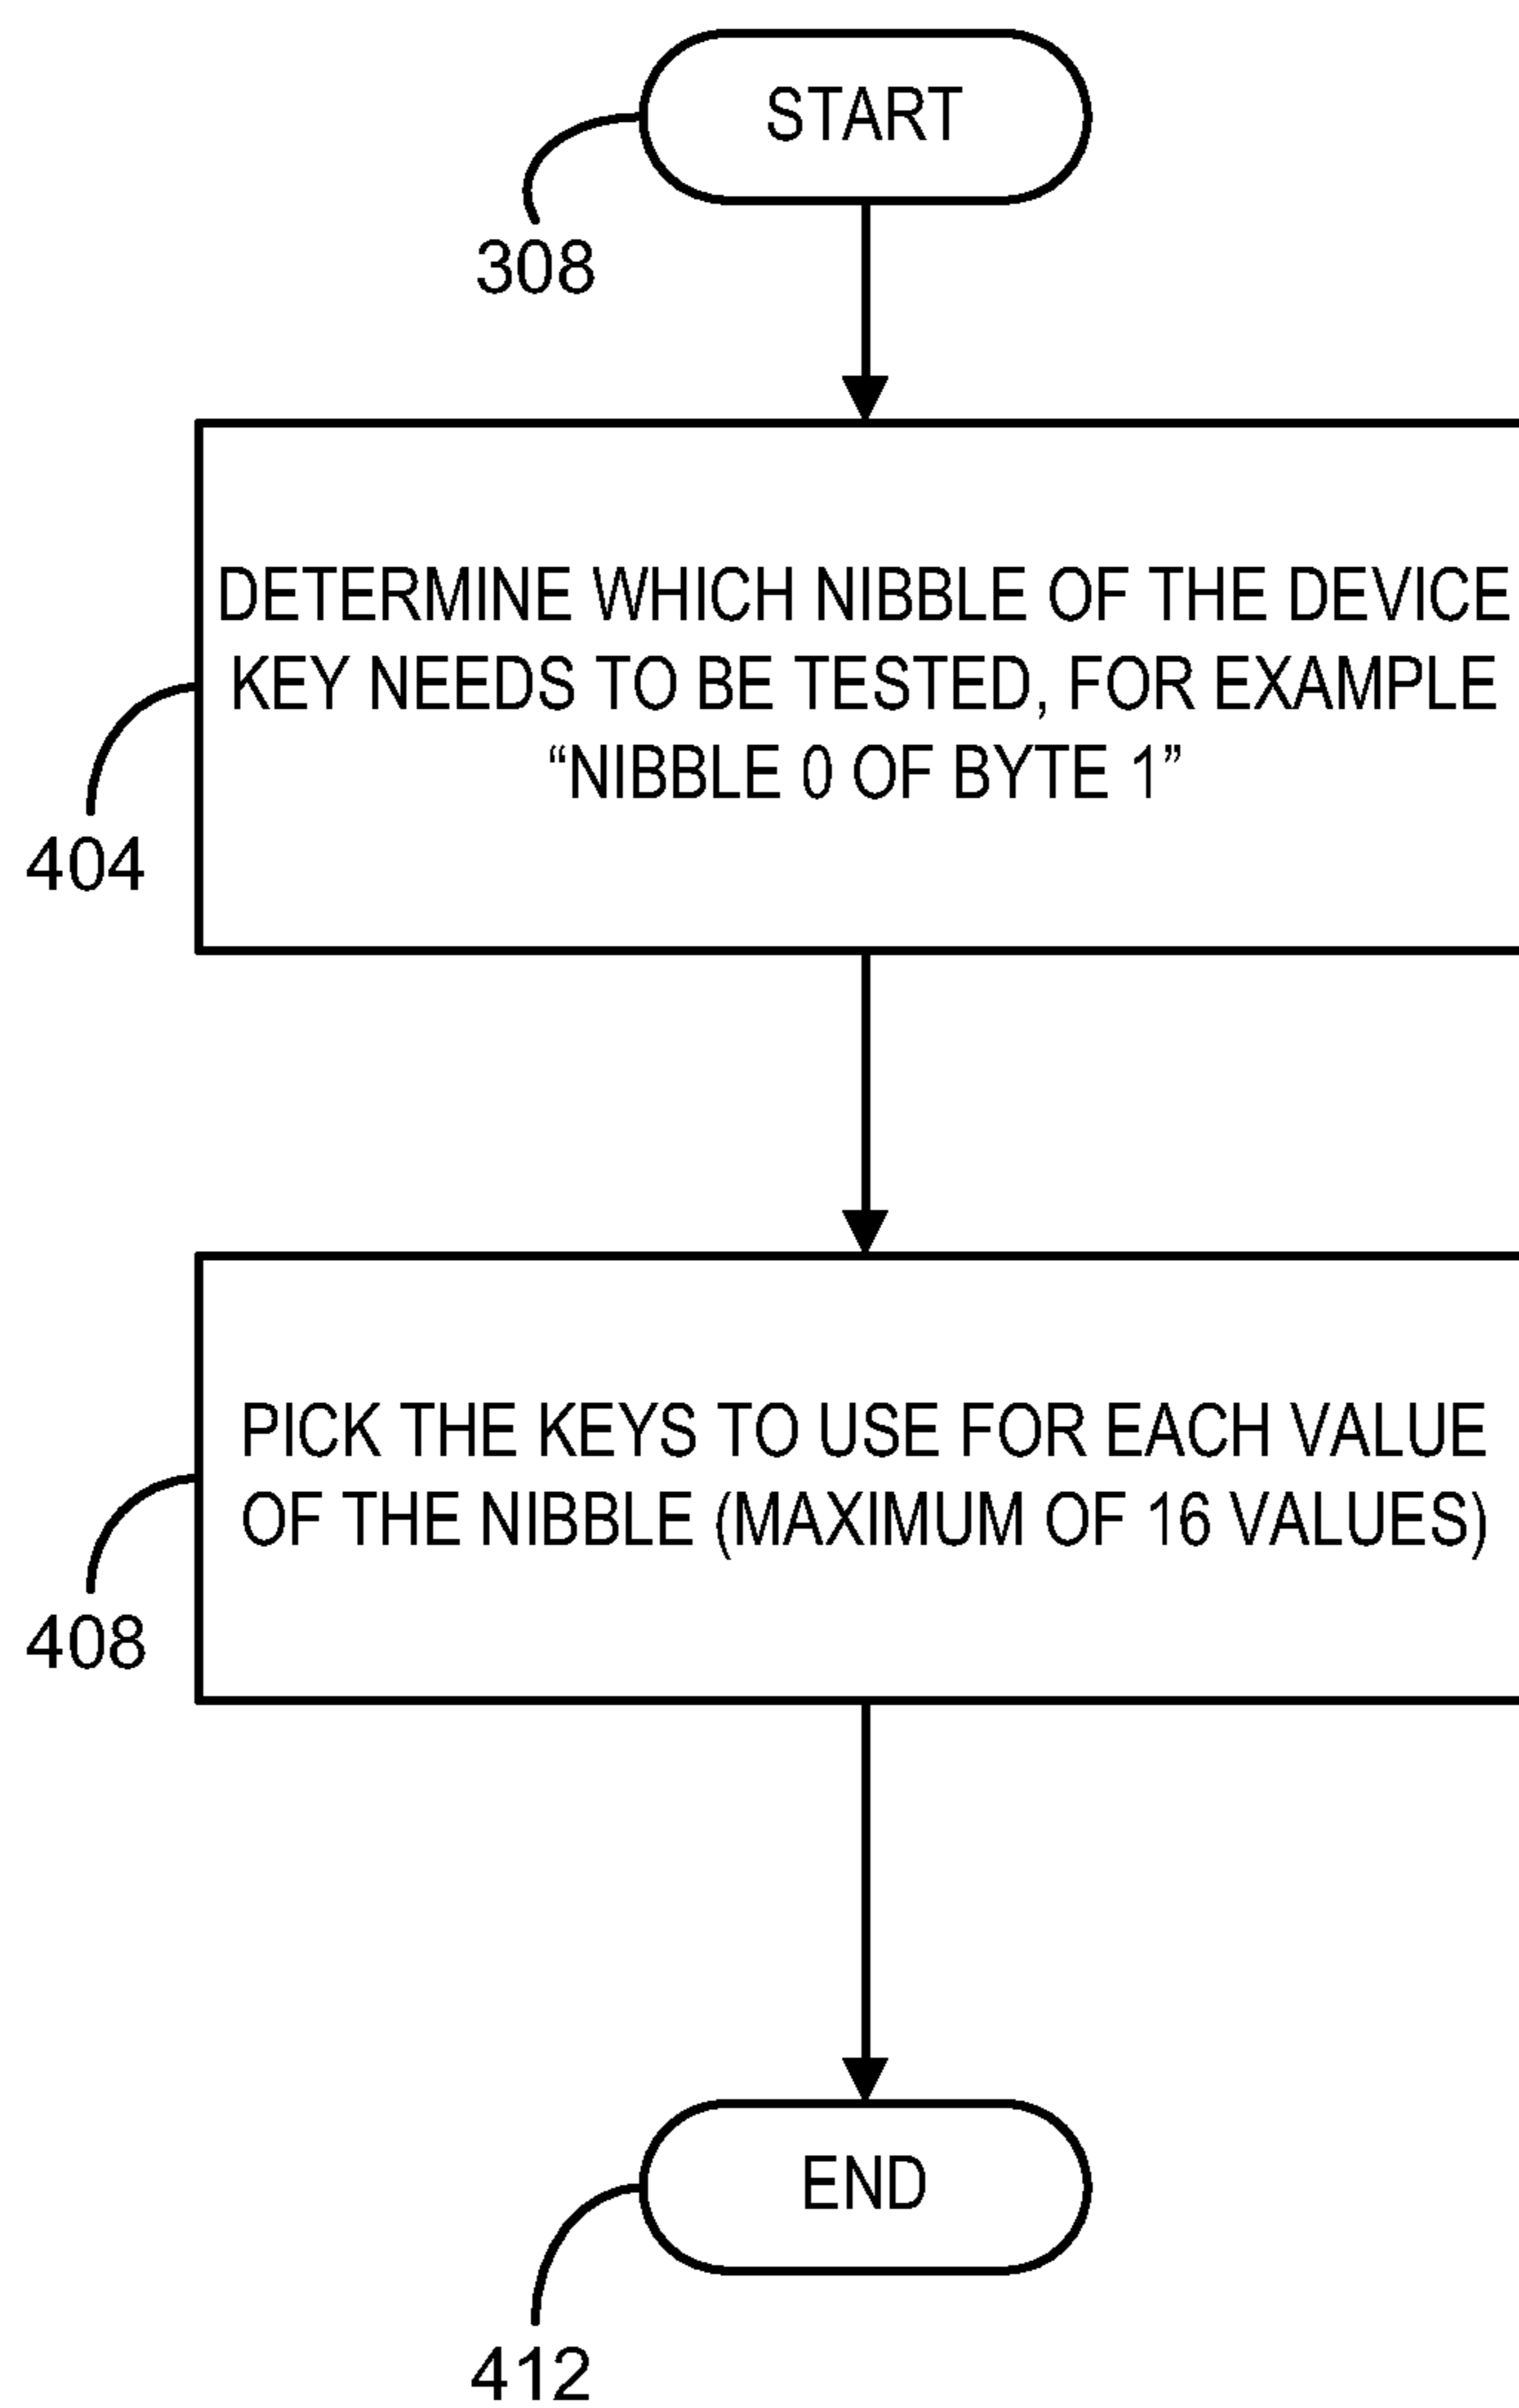 START
308
DETERMINE WHICH NIBBLE OF THE DEVICE
KEY NEEDS TO BE TESTED, FOR EXAMPLE
“NIBBLE 0 OF BYTE 1”
404
PICK THE KEYS TO USE FOR EACH VALUE
OF THE NIBBLE (MAXIMUM OF 16 VALUES)
408
END
412